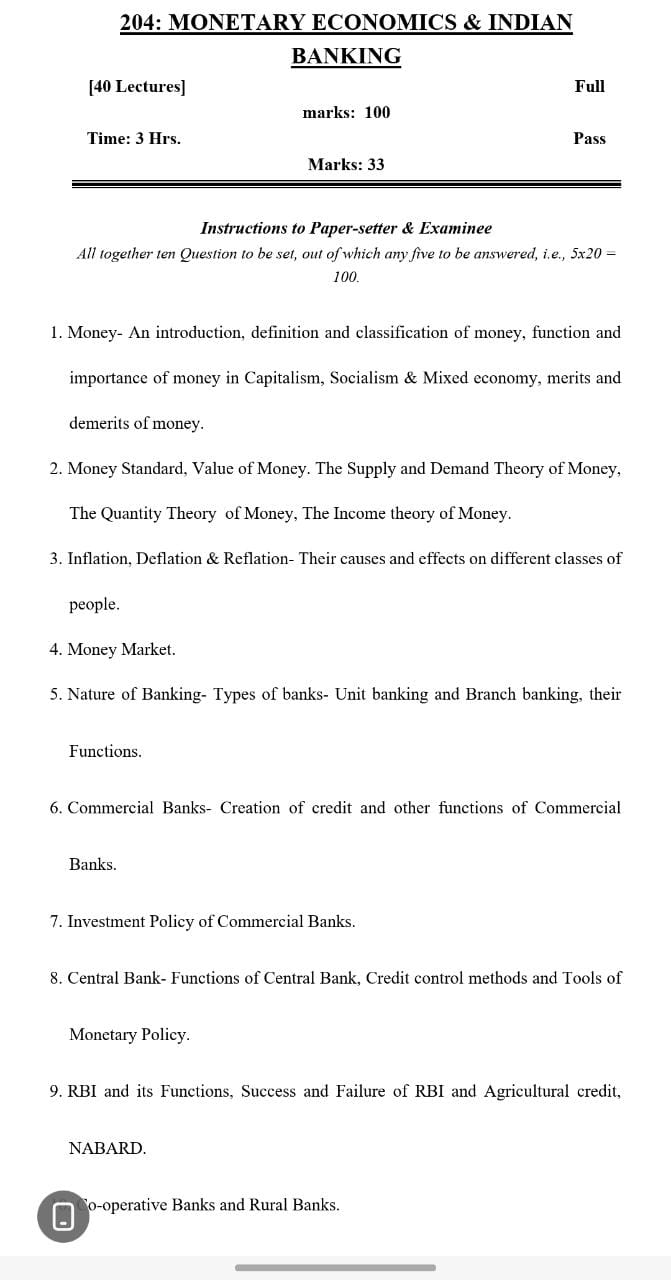 204: MONETARY ECONOMICS & INDIAN
BANKING
[40 Lectures] Full
marks: 100
Time: 3 Hrs. Pass
Marks: 33
Instructions to Paper-setter & Examinee
All together ten Question to be set, out of which any five to be answered, i.e., 5x20 =
100.
1. Money- An introduction, definition and classification of money, function and
importance of money in Capitalism, Socialism & Mixed economy, merits and
demerits of money.
2. Money Standard, Value of Money. The Supply and Demand Theory of Money,
The Quantity Theory of Money, The Income theory of Money.
3. Inflation, Deflation & Reflation- Their causes and effects on different classes of
people.
4. Money Market.
5. Nature of Banking- Types of banks- Unit banking and Branch banking, their
Functions.
6. Commercial Banks- Creation of credit and other functions of Commercial
Banks.
7. Investment Policy of Commercial Banks.
8. Central Bank- Functions of Central Bank, Credit control methods and Tools of
Monetary Policy.
9. RBI and its Functions, Success and Failure of RBI and Agricultural credit,
NABARD.
Co-operative Banks and Rural Banks.